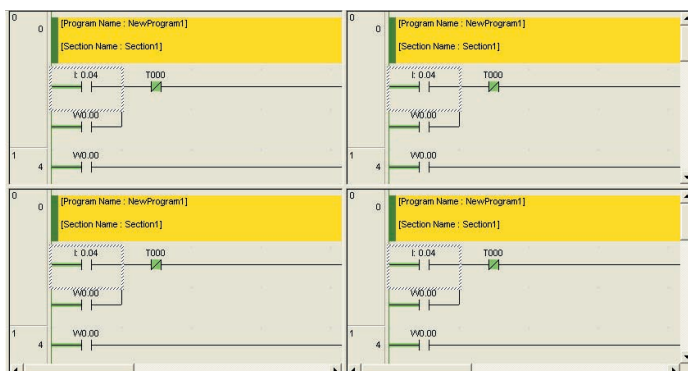 0
0
[Program Name : NewProgram1]
[Section Name : Section1]
I: 0.04 T000
W0.00
1
4
W0.00
0
0
[Program Name : NewProgram1]
[Section Name : Section1]
I: 0.04 T000
W0.00
1
4
W0.00
0
0
[Program Name : NewProgram1]
[Section Name : Section1]
I: 0.04 T000
W0.00
1
4
W0.00
0
0
[Program Name : NewProgram1]
[Section Name : Section1]
I: 0.04 T000
W0.00
1
4
W0.00